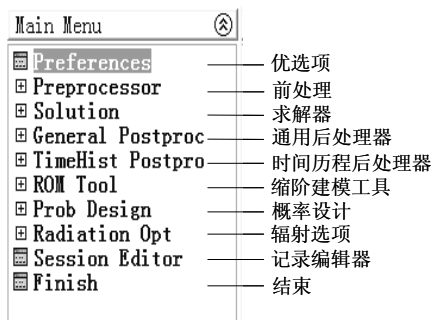 Main Menu
Preferences 优选项
Preprocessor 前处理
Solution 求解器
General Postproc 通用后处理器
TimeHist Postpro 时间历程后处理器
ROM Tool 缩阶建模工具
Prob Design 概率设计
Radiation Opt 辐射选项
Session Editor 记录编辑器
Finish 结束